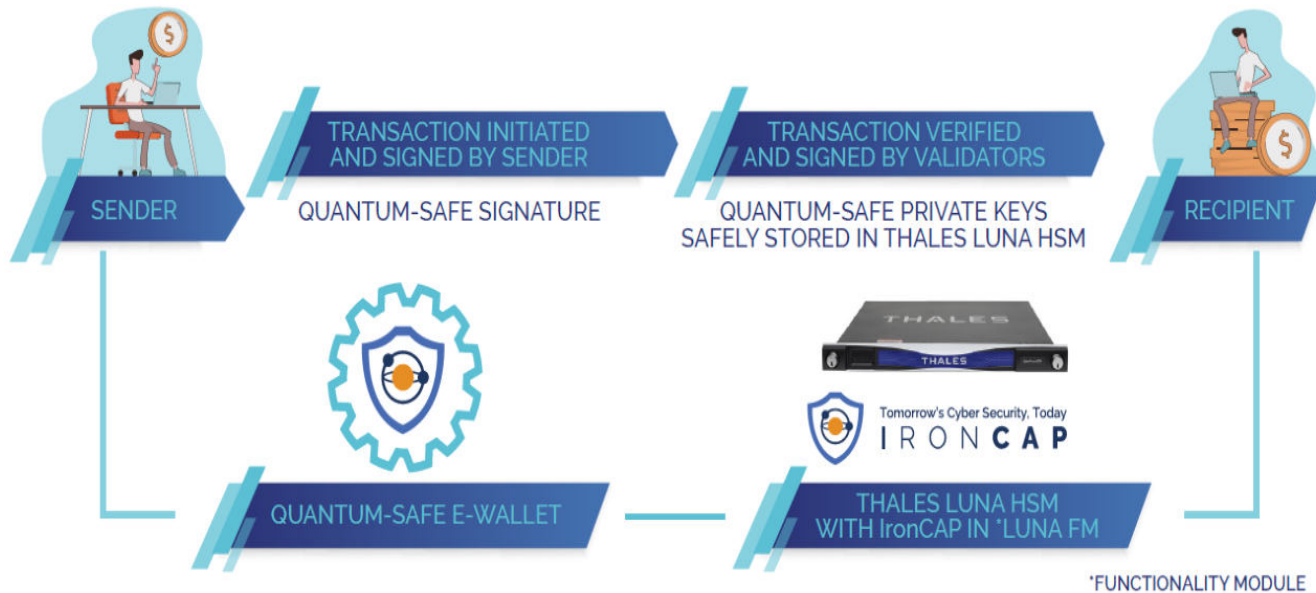 TRANSACTION INITIATED
AND SIGNED BY SENDER
TRANSACTION VERIFIED
AND SIGNED BY VALIDATORS
SENDER
QUANTUM-SAFE SIGNATURE
QUANTUM-SAFE PRIVATE KEYS
SAFELY STORED IN THALES LUNA HSM
RECIPIENT
THALES
THALES
Tomorrow's Cyber Security, Today
IRONCAP
QUANTUM-SAFE E-WALLET
THALES LUNA HSM
WITH IronCAP IN *LUNA FM
*FUNCTIONALITY MODULE